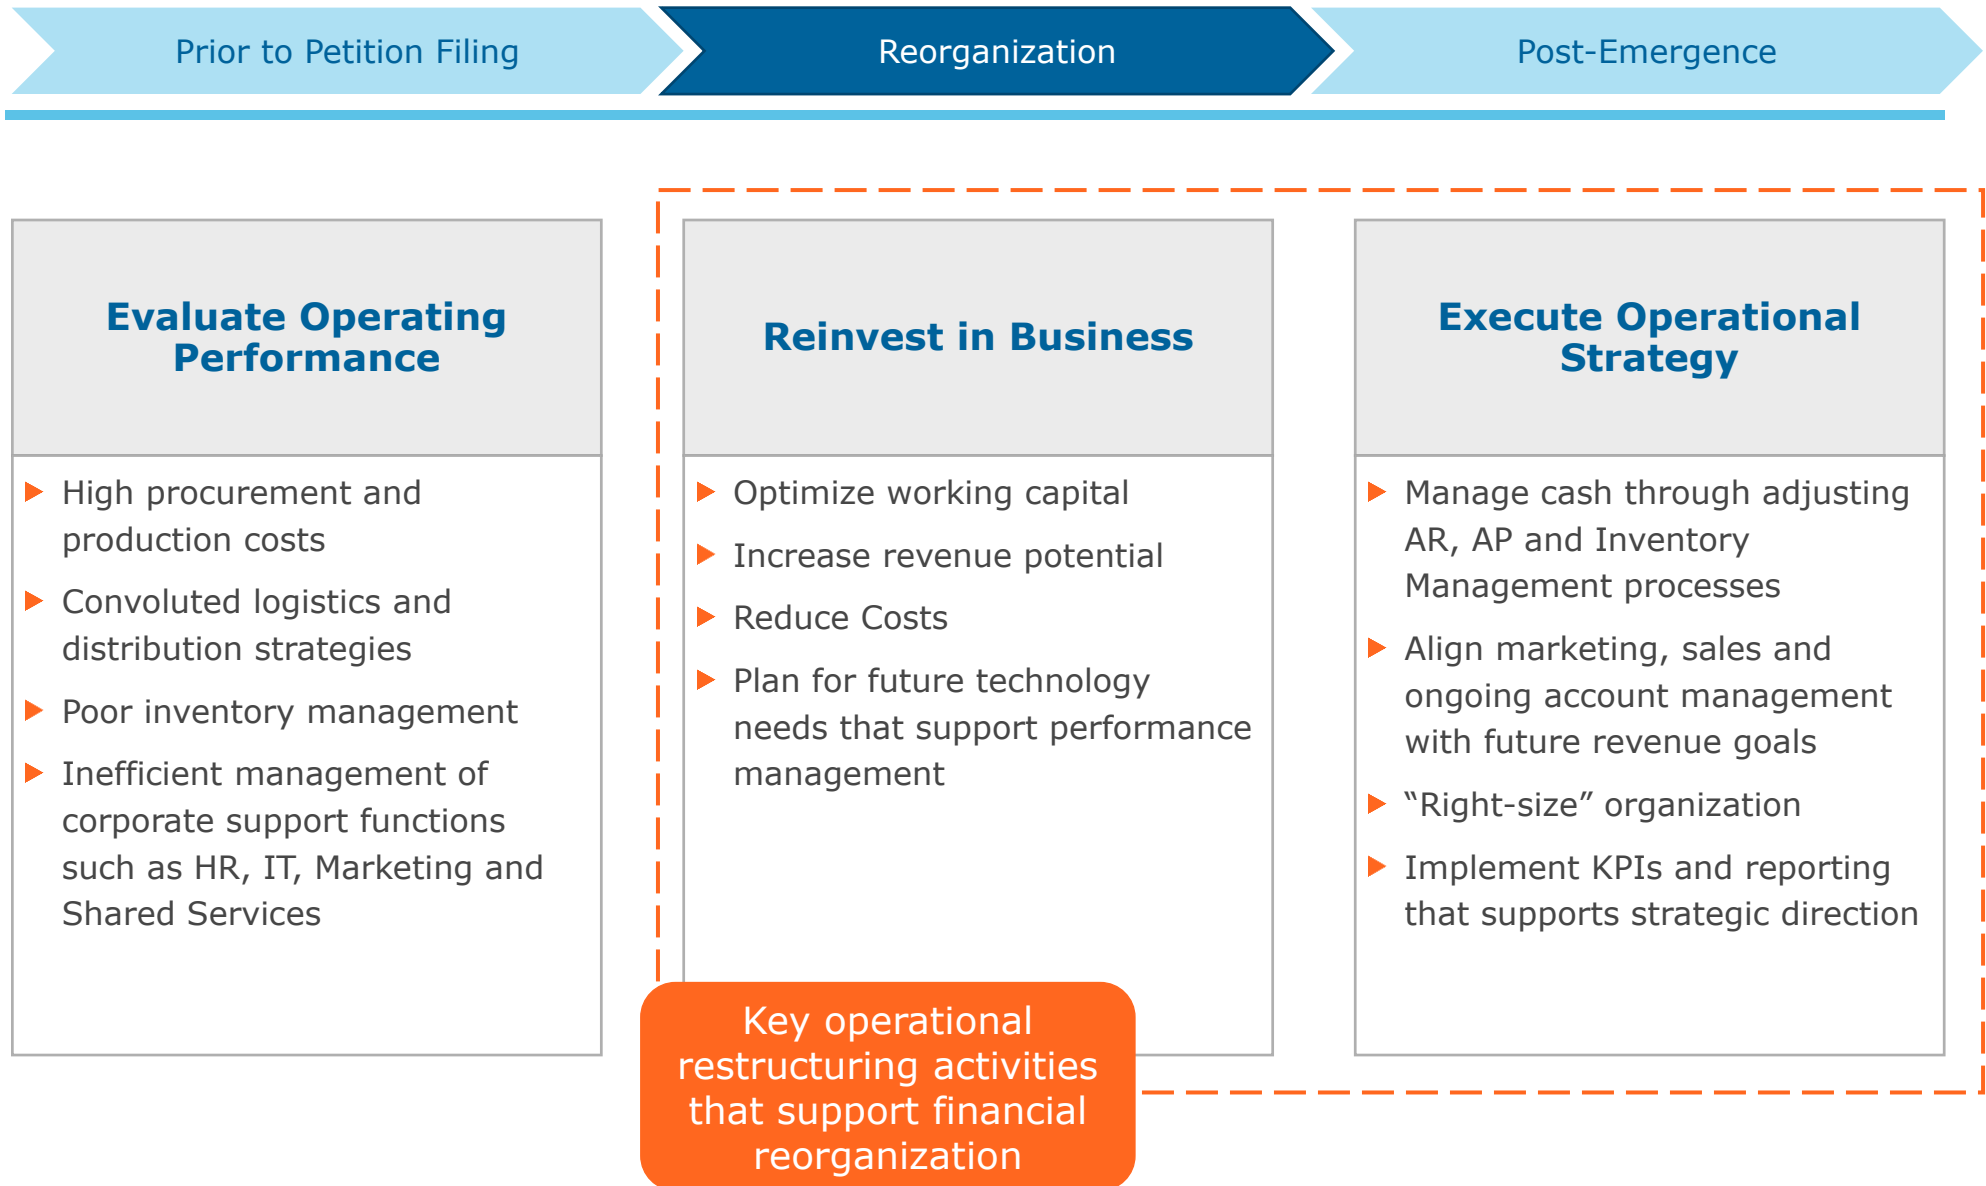 Prior to Petition Filing
Reorganization
Post-Emergence
Evaluate Operating
Performance
High procurement and
production costs
Convoluted logistics and
distribution strategies
Poor inventory management
Inefficient management of
corporate support functions
such as HR, IT, Marketing and
Shared Services
Reinvest in Business
Optimize working capital
Increase revenue potential
Reduce Costs
Plan for future technology
needs that support performance
management
Execute Operational
Strategy
Manage cash through adjusting
AR, AP and Inventory
Management processes
Align marketing, sales and
ongoing account management
with future revenue goals
“Right-size” organization
Implement KPIs and reporting
that supports strategic direction
Key operational
restructuring activities
that support financial
reorganization